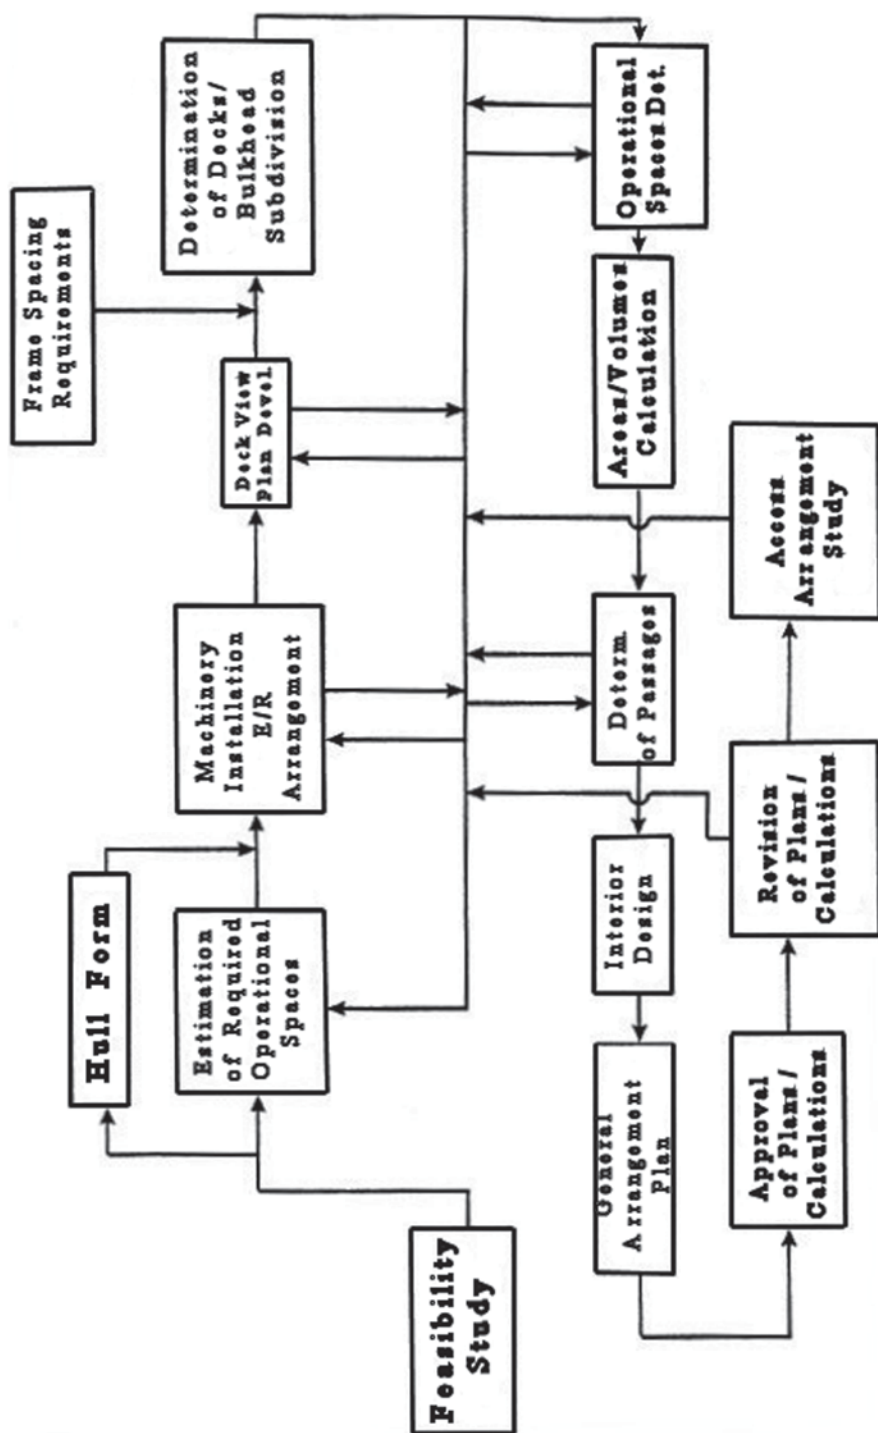 Feasibility
Study
Hull Form
Estimation
of Required
Operational
Spaces
Machinery
Installation
E/R
Arrangement
Deck View
Plan Devel.
Frame Spacing
Requirements
Determination
of Decks/
Bulkhead
Subdivision
Operational
Spaces Det.
Areas/Volumes
Calculation
Determ.
of Passages
Interior
Design
General
Arrangement
Plan
Approval
of Plans/
Calculations
Revision
of Plans/
Calculations
Access
Arrangement
Study